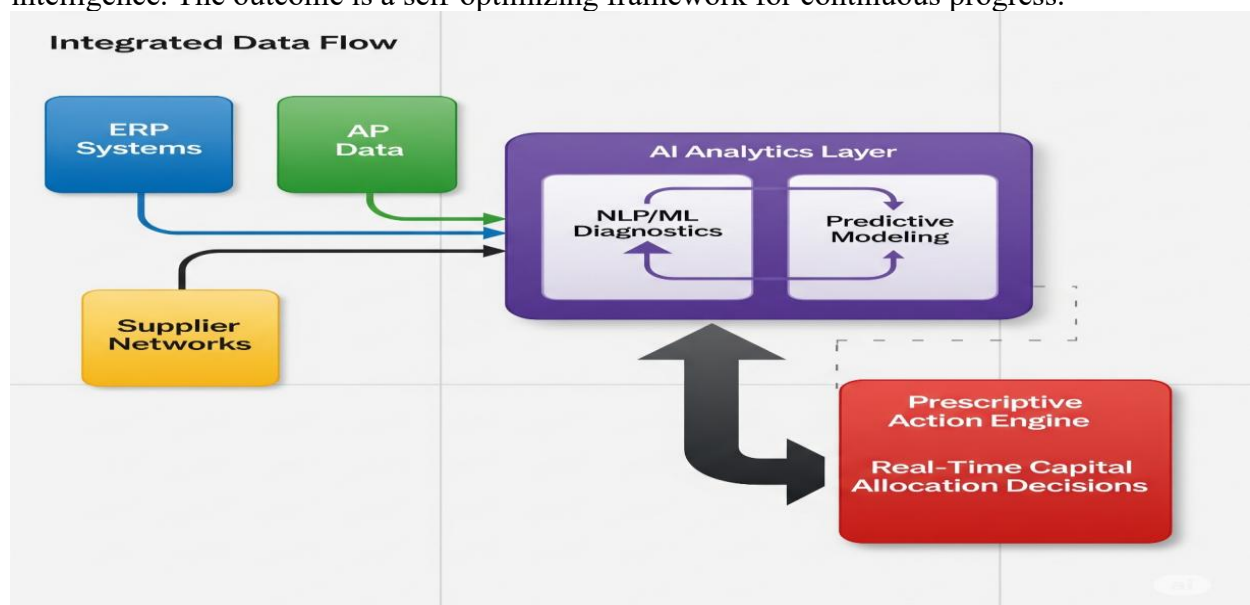 intelligence. The outcome is a self-optimizing framework for continuous progress.
Integrated Data Flow
ERP
Systems
AP
Data
AI Analytics Layer
NLP/ML
Diagnostics
Predictive
Modeling
Supplier
Networks
Prescriptive
Action Engine
Real-Time Capital
Allocation Decisions